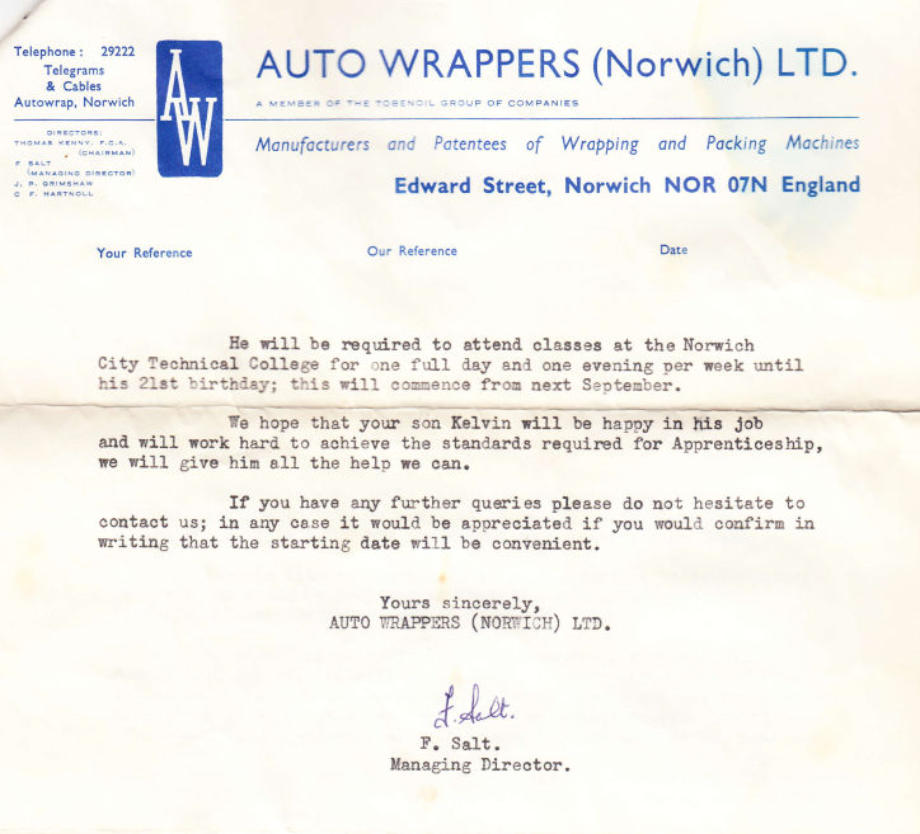 Telephone : 29222
Telegrams
& Cables
Autowrap, Norwich
AW
AUTO WRAPPERS (Norwich) LTD.
A MEMBER OF THE TOBENOIL GROUP OF COMPANIES
DIRECTORS:
THOMAS KENNY, F.C.A.
(CHAIRMAN)
F SALT
(MANAGING DIRECTOR)
J. P. GRIMSHAW
C F. HARTNOLL
Manufacturers and Patentees of Wrapping and Packing Machines
Edward Street, Norwich NOR 07N England
Your Reference
Our Reference
Date
He will be required to attend classes at the Norwich
City Technical College for one full day and one evening per week until
his 21st birthday; this will commence from next September.
We hope that your son Kelvin will be happy in his job
and will work hard to achieve the standards required for Apprenticeship,
we will give him all the help we can.
If you have any further queries please do not hesitate to
contact us; in any case it would be appreciated if you would confirm in
writing that the starting date will be convenient.
Yours sincerely,
AUTO WRAPPERS (NORWICH) LTD.
F. Salt.
F. Salt.
Managing Director.